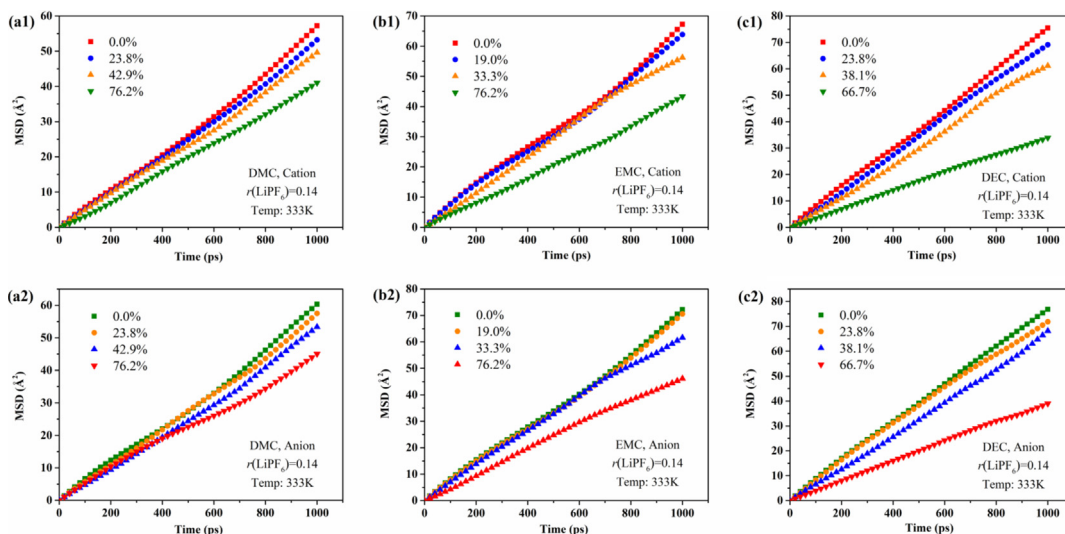 (a1)
60
50
40
30
20
10
0
MSD (Å²)
0.0%
23.8%
42.9%
76.2%
DMC, Cation
r(LiPF₆)=0.14
Temp: 333K
0 200 400 600 800 1000
Time (ps)
(b1)
70
60
50
40
30
20
10
0
MSD (Å²)
0.0%
19.0%
33.3%
76.2%
EMC, Cation
r(LiPF₆)=0.14
Temp: 333K
0 200 400 600 800 1000
Time (ps)
(c1)
80
70
60
50
40
30
20
10
0
MSD (Å²)
0.0%
23.8%
38.1%
66.7%
DEC, Cation
r(LiPF₆)=0.14
Temp: 333K
0 200 400 600 800 1000
Time (ps)
(a2)
60
50
40
30
20
10
0
MSD (Å²)
0.0%
23.8%
42.9%
76.2%
DMC, Anion
r(LiPF₆)=0.14
Temp: 333K
0 200 400 600 800 1000
Time (ps)
(b2)
80
70
60
50
40
30
20
10
0
MSD (Å²)
0.0%
19.0%
33.3%
76.2%
EMC, Anion
r(LiPF₆)=0.14
Temp: 333K
0 200 400 600 800 1000
Time (ps)
(c2)
80
70
60
50
40
30
20
10
0
MSD (Å²)
0.0%
23.8%
38.1%
66.7%
DEC, Anion
r(LiPF₆)=0.14
Temp: 333K
0 200 400 600 800 1000
Time (ps)